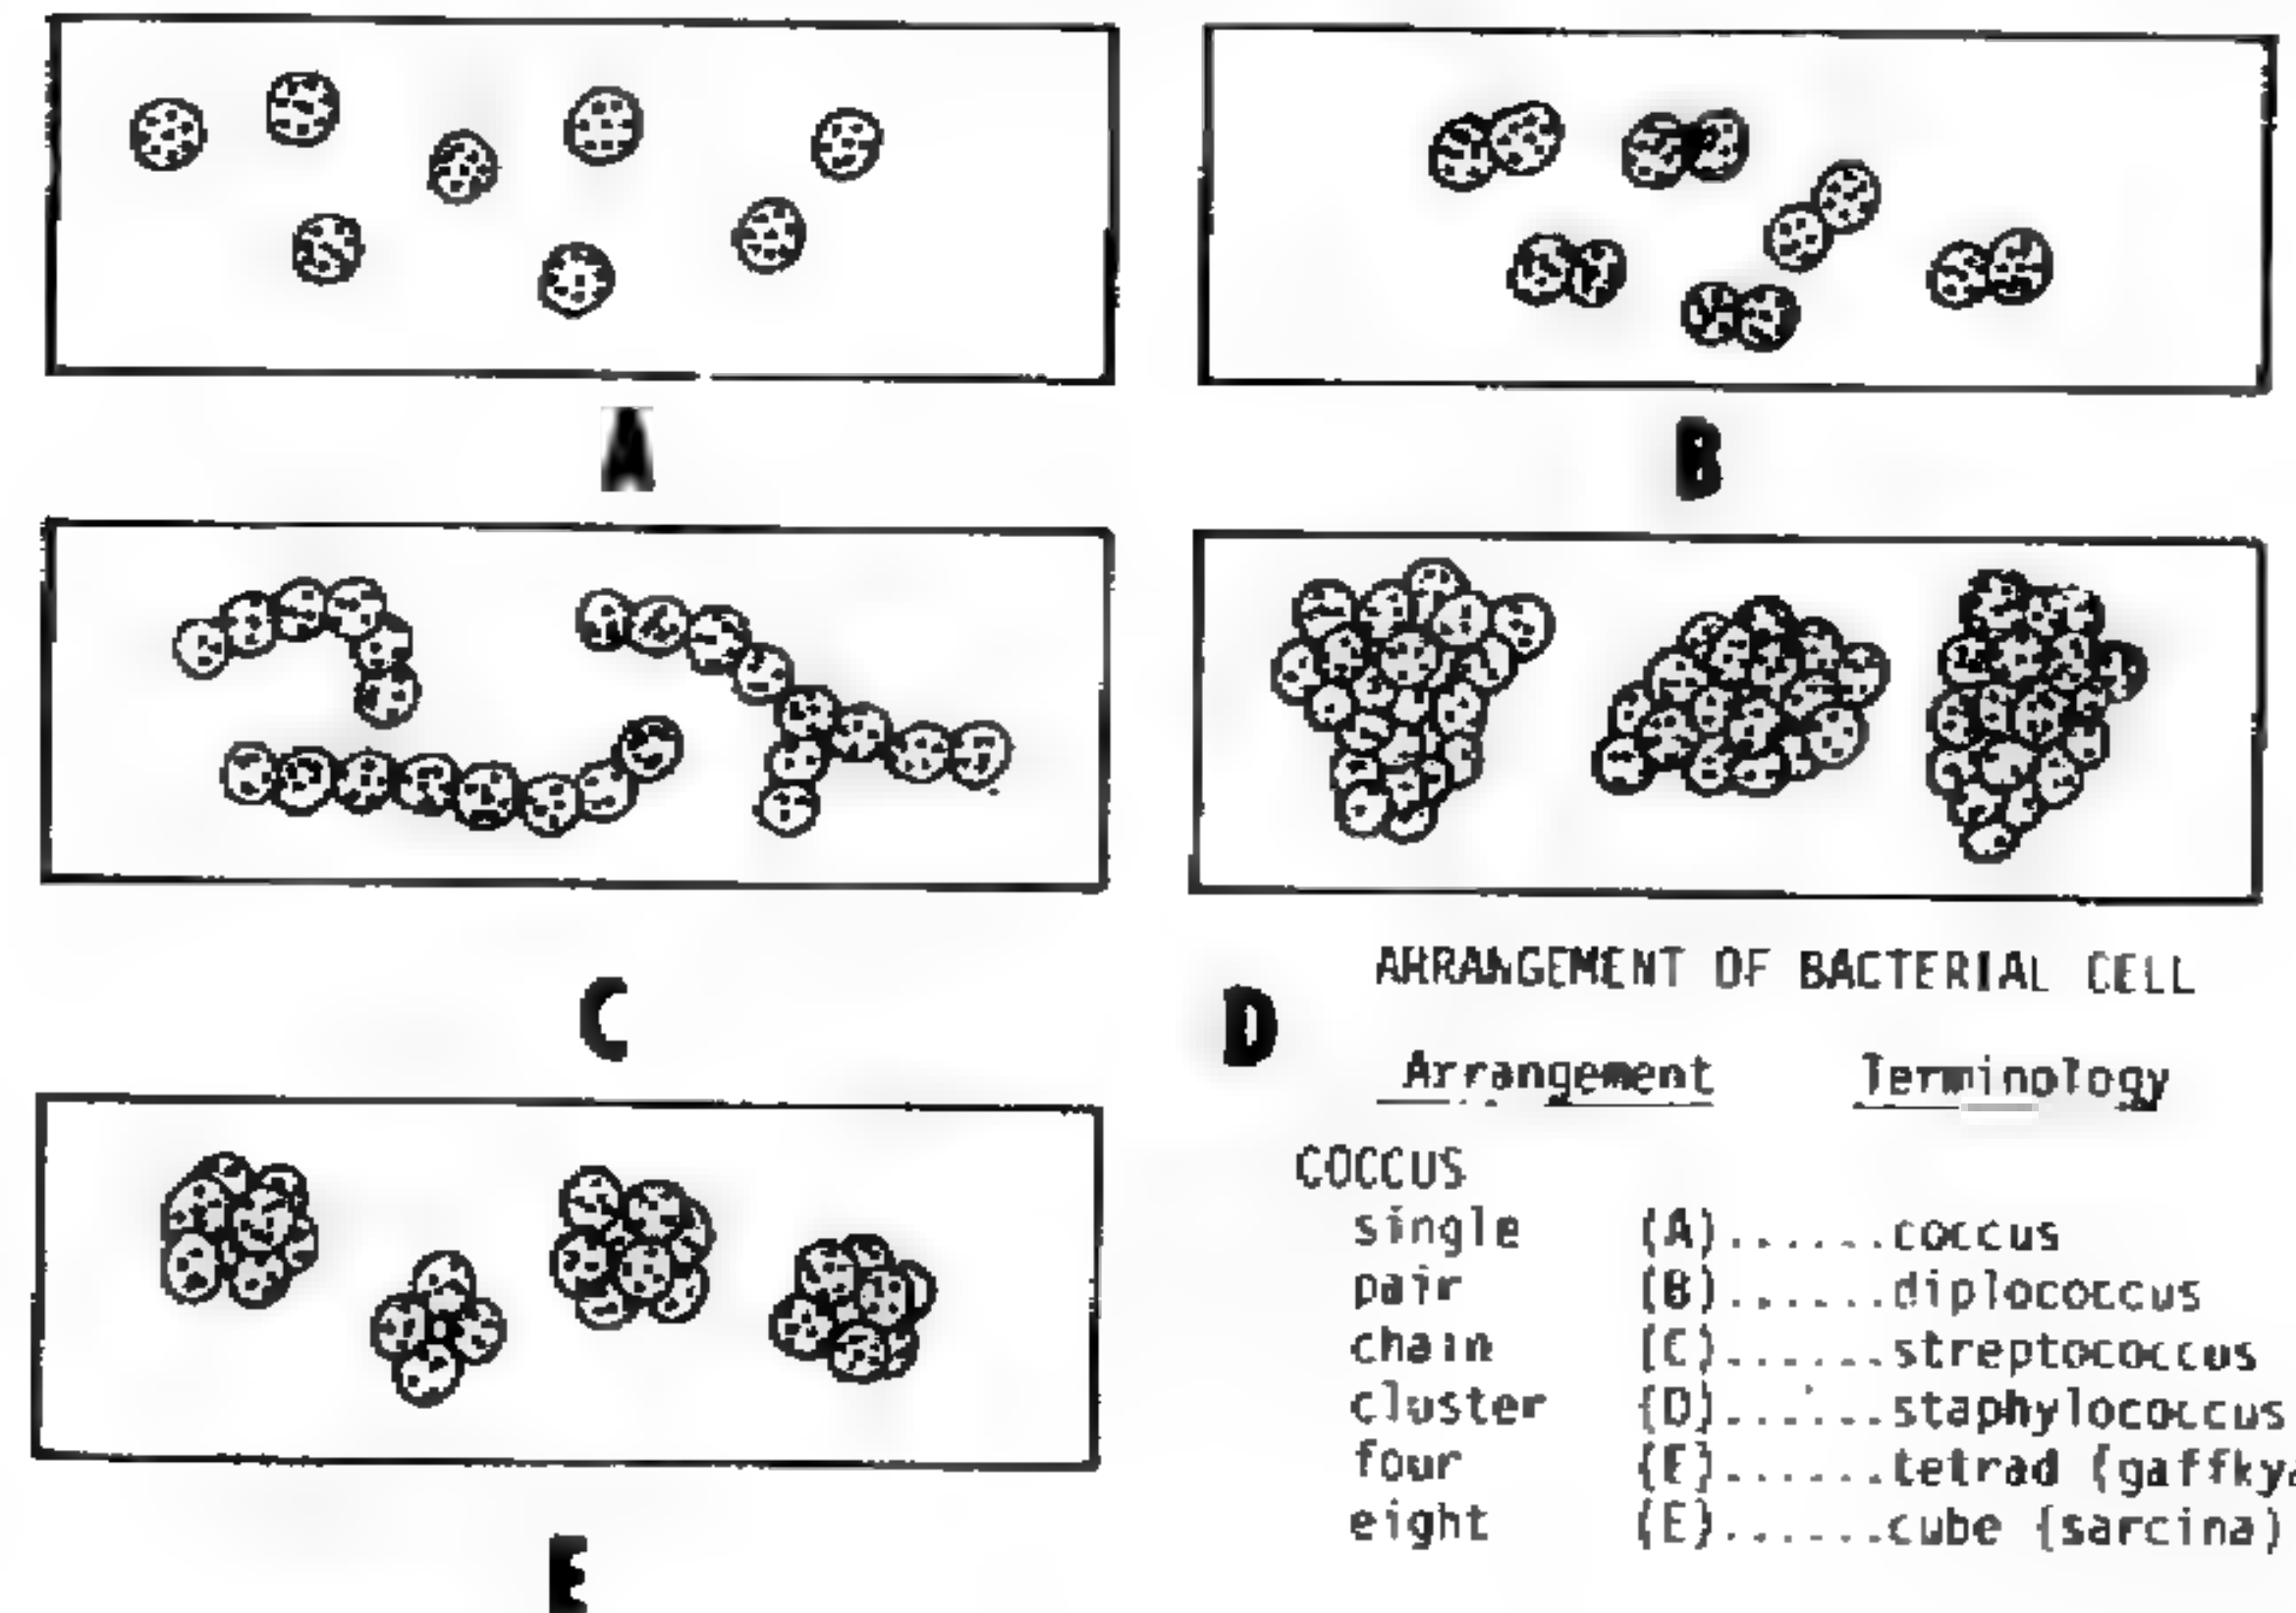 A
B
C
D
E
ARRANGEMENT OF BACTERIAL CELL
Arrangement Terminology
COCCUS
single (A)......coccus
pair (B)......diplococcus
chain (C)......streptococcus
cluster (D)......staphylococcus
four (E)......tetrad (gaffkya
eight (E)......cube (sarcina)